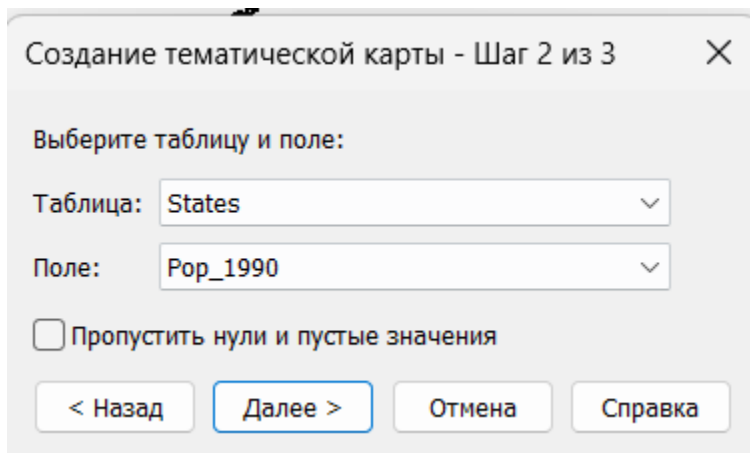 Создание тематической карты - Шаг 2 из 3
Выберите таблицу и поле:
Таблица: States
Поле: Pop_1990
Пропустить нули и пустые значения
< Назад Далее > Отмена Справка